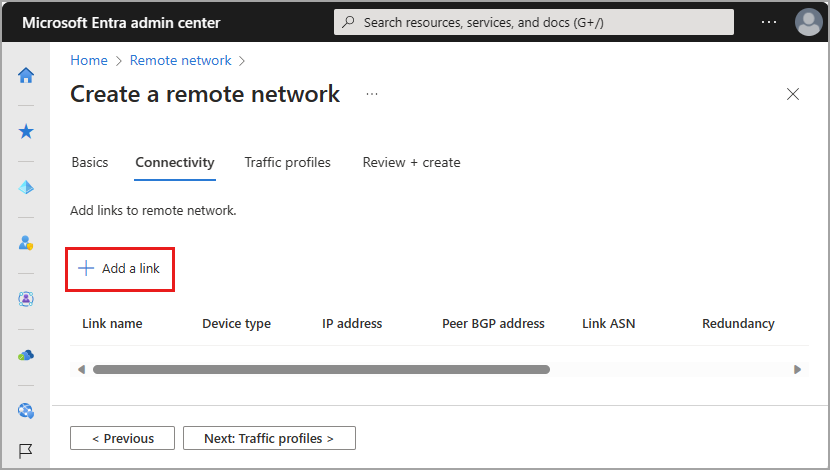 Microsoft Entra admin center
Search resources, services, and docs (G+/)
Home > Remote network >
Create a remote network
Basics Connectivity Traffic profiles Review + create
Add links to remote network.
+ Add a link
Link name Device type IP address Peer BGP address Link ASN Redundancy
< Previous Next: Traffic profiles >